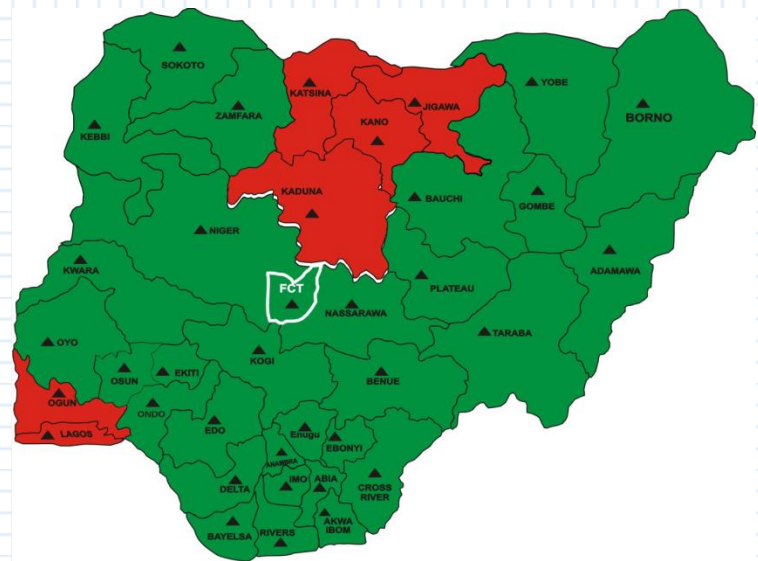 SOKOTO
KATSINA
JIGAWA
YOBE
BORNO
ZAMFARA
KANO
KEBBI
KADUNA
BAUCHI
GOMBE
NIGER
ADAMAWA
KWARA
FCT
PLATEAU
NASSARAWA
TARABA
OYO
KOGI
OSUN
EKITI
BENUE
OGUN
ONDO
EDO
Enugu
EBONYI
LAGOS
ANAMBRA
IMO
ABIA
DELTA
CROSS
RIVER
AKWA
IBOM
BAYELSA
RIVERS